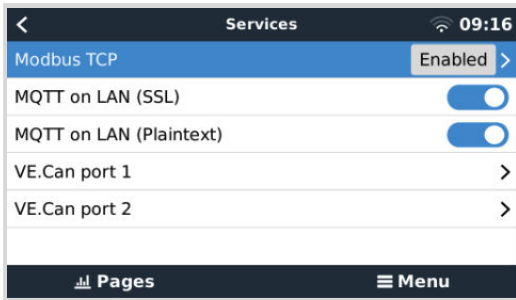 Services 09:16
Modbus TCP Enabled
MQTT on LAN (SSL)
MQTT on LAN (Plaintext)
VE.Can port 1
VE.Can port 2
Pages Menu